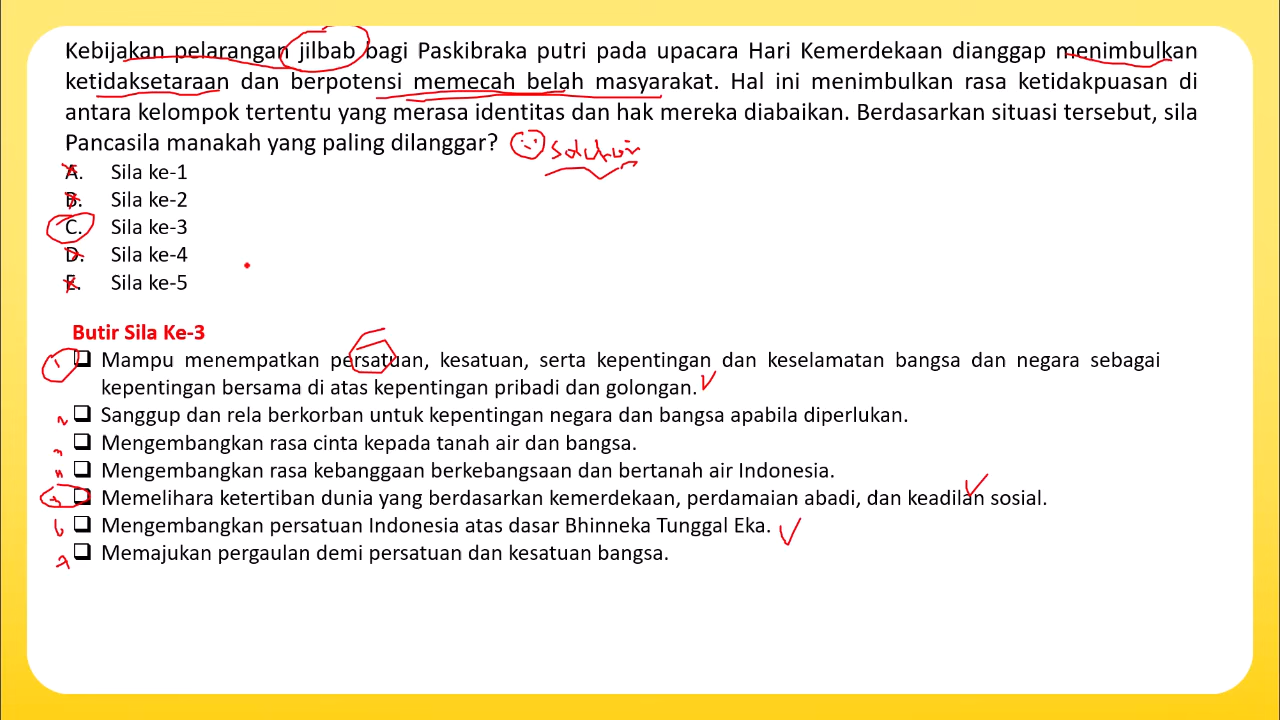 Kebijakan pelarangan jilbab bagi Paskibraka putri pada upacara Hari Kemerdekaan dianggap menimbulkan
ketidaksetaraan dan berpotensi memecah belah masyarakat. Hal ini menimbulkan rasa ketidakpuasan di
antara kelompok tertentu yang merasa identitas dan hak mereka diabaikan. Berdasarkan situasi tersebut, sila
Pancasila manakah yang paling dilanggar?
A. Sila ke-1
B. Sila ke-2
C. Sila ke-3
D. Sila ke-4
E. Sila ke-5
Butir Sila Ke-3
1 Mampu menempatkan persatuan, kesatuan, serta kepentingan dan keselamatan bangsa dan negara sebagai
kepentingan bersama di atas kepentingan pribadi dan golongan.
2 Sanggup dan rela berkorban untuk kepentingan negara dan bangsa apabila diperlukan.
3 Mengembangkan rasa cinta kepada tanah air dan bangsa.
4 Mengembangkan rasa kebanggaan berkebangsaan dan bertanah air Indonesia.
5 Memelihara ketertiban dunia yang berdasarkan kemerdekaan, perdamaian abadi, dan keadilan sosial.
6 Mengembangkan persatuan Indonesia atas dasar Bhinneka Tunggal Eka.
7 Memajukan pergaulan demi persatuan dan kesatuan bangsa.